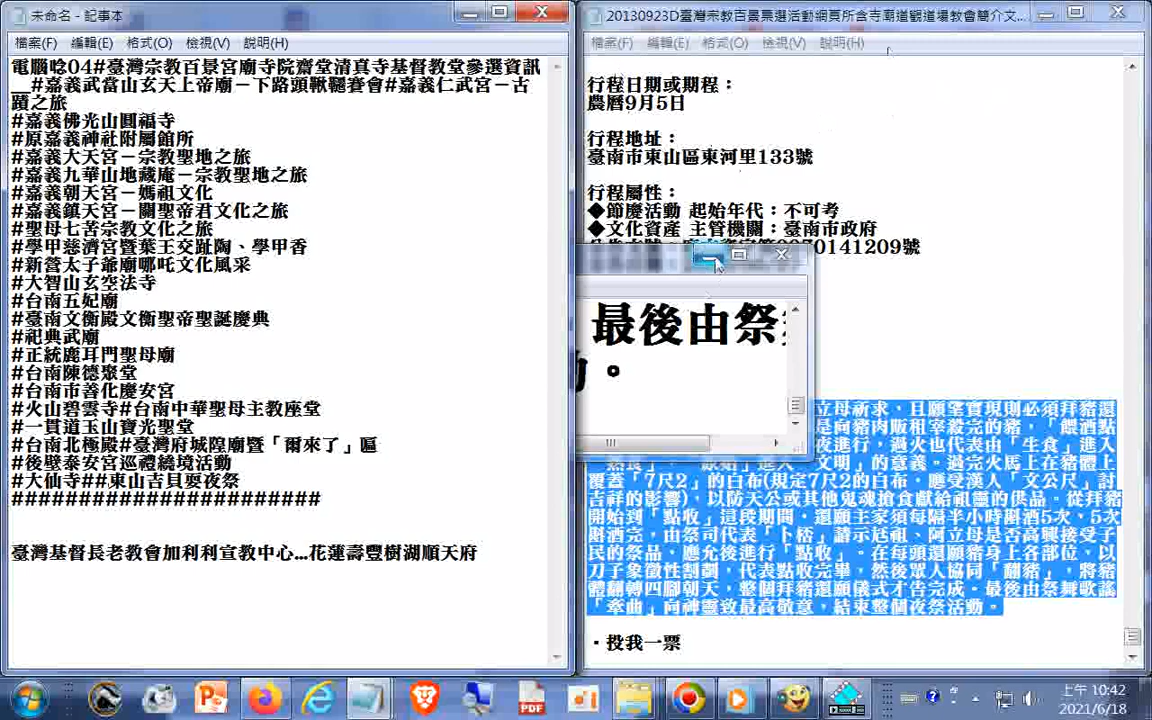 未命名 - 記事本
檔案(F) 編輯(E) 格式(O) 檢視(V) 說明(H)
電腦唸04#臺灣宗教百景宮廟寺院齋堂清真寺基督教堂參選資訊
__#嘉義武當山玄天上帝廟－下路頭鞦韆賽會#嘉義仁武宮－古
蹟之旅
#嘉義佛光山圓福寺
#原嘉義神社附屬館所
#嘉義大天宮－宗教聖地之旅
#嘉義九華山地藏庵－宗教聖地之旅
#嘉義朝天宮－媽祖文化
#嘉義鎮天宮－關聖帝君文化之旅
#聖母七苦宗教文化之旅
#學甲慈濟宮暨葉王交趾陶、學甲香
#新營太子爺廟哪吒文化風采
#大智山玄空法寺
#台南五妃廟
#臺南文衡殿文衡聖帝聖誕慶典
#祀典武廟
#正統鹿耳門聖母廟
#台南陳德聚堂
#台南市善化慶安宮
#火山碧雲寺#台南中華聖母主教座堂
#一貫道玉山寶光聖堂
#台南北極殿#臺灣府城隍廟暨「爾來了」匾
#後壁泰安宮巡禮繞境活動
#大仙寺##東山吉貝耍夜祭
######################
臺灣基督長老教會加利利宣教中心...花蓮壽豐樹湖順天府
20130923D臺灣宗教百景票選活動網頁所含寺廟道觀道場教會簡介文...
檔案(F) 編輯(E) 格式(O) 檢視(V) 說明(H)
行程日期或期程：
農曆9月5日
行程地址：
臺南市東山區東河里133號
行程屬性：
◆節慶活動 起始年代：不可考
◆文化資產 主管機關：臺南市政府
0141209號
最後由祭
。
立母祈求，且願望實現則必須拜豬還
是向豬肉販租宰殺完的豬，「餵酒點
夜進行，過火也代表由「生食」進入
「文明」的意義。過完火馬上在豬體上
覆蓋「7尺2」的白布(規定7尺2的白布，應受漢人「文公尺」討
吉祥的影響)，以防天公或其他鬼魂搶食獻給祖靈的供品。從拜豬
開始到「點收」這段期間，還願主家須每隔半小時斟酒5次，5次
斟酒完，由祭司代表「卜桮」請示尪祖、阿立母是否高興接受子
民的祭品，應允後進行「點收」。在每頭還願豬身上各部位，以
刀子象徵性割劃，代表點收完畢，然後眾人協同「翻豬」，將豬
體翻轉四腳朝天，整個拜豬還願儀式才告完成。最後由祭舞歌謠
「牽曲」向神靈致最高敬意，結束整個夜祭活動。
‧投我一票
上午 10:42
2021/6/18